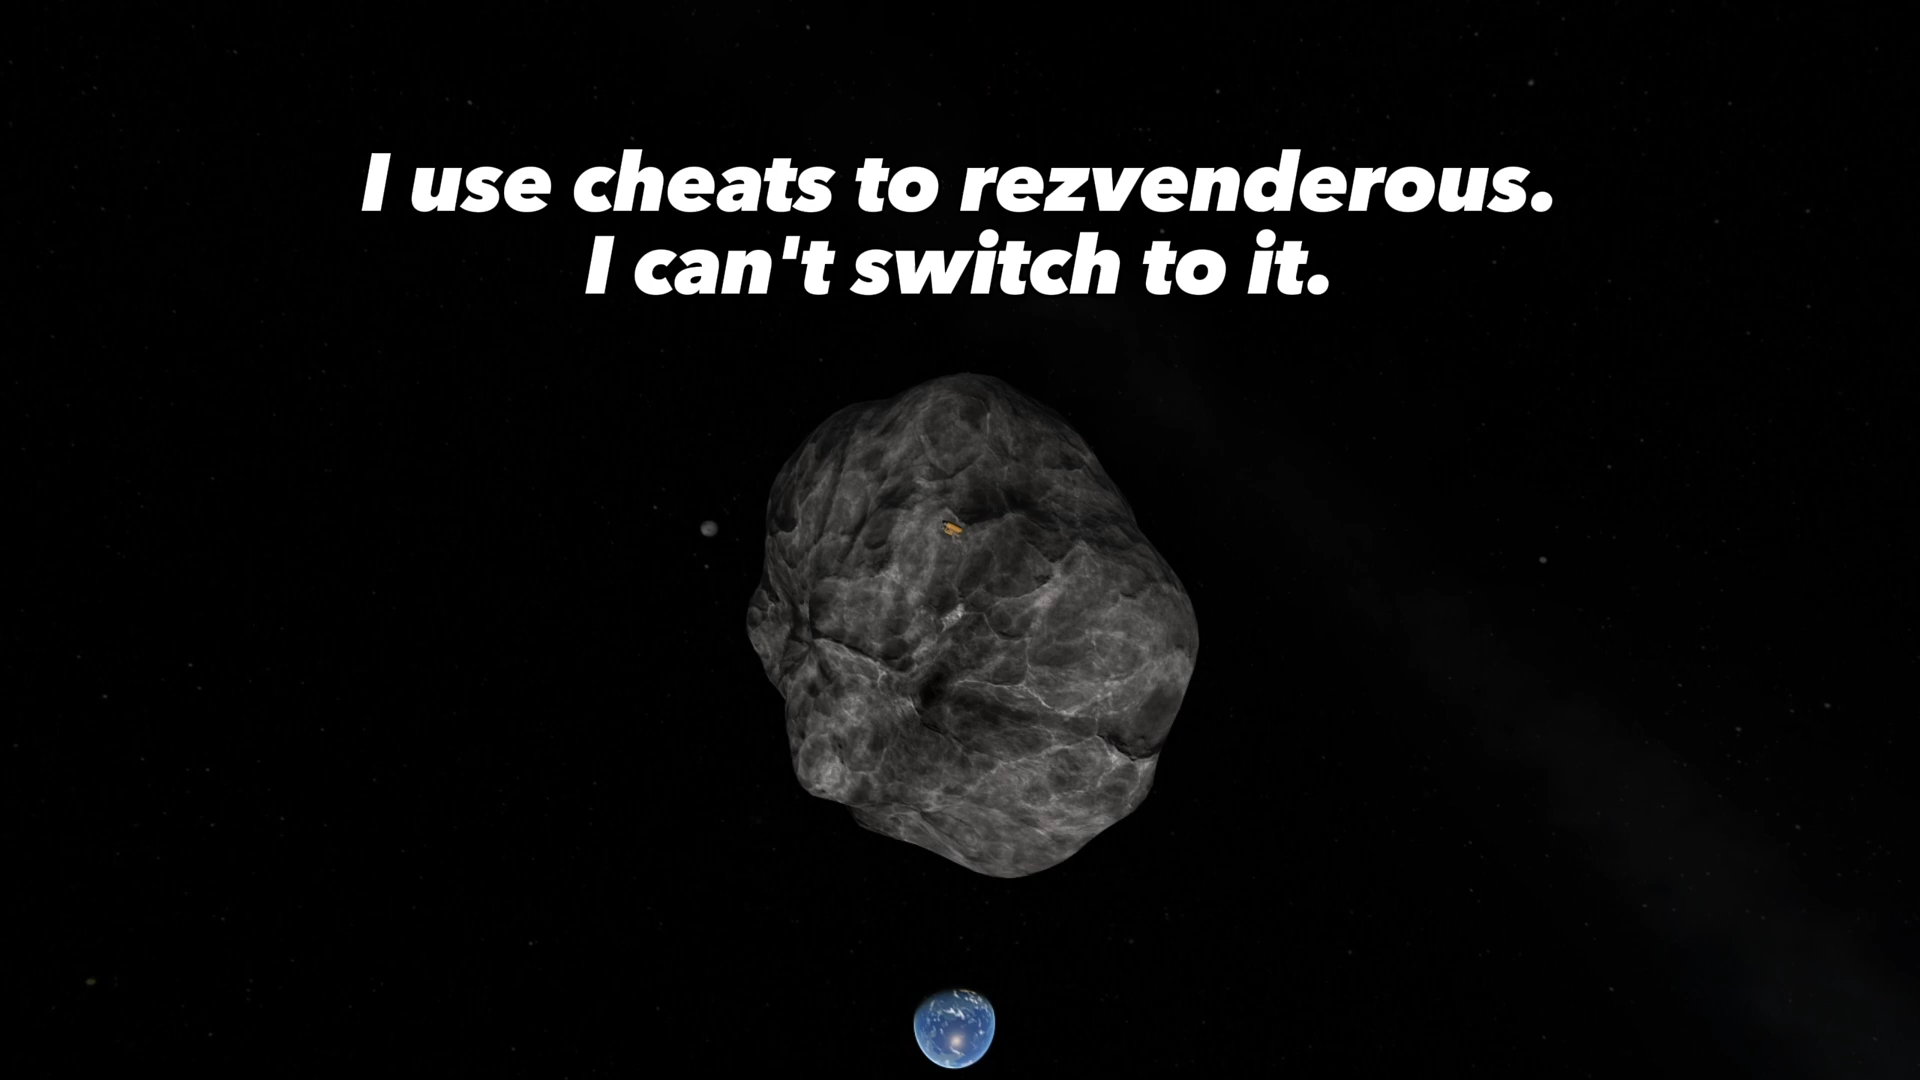 I use cheats to rezvenderous.
I can't switch to it.